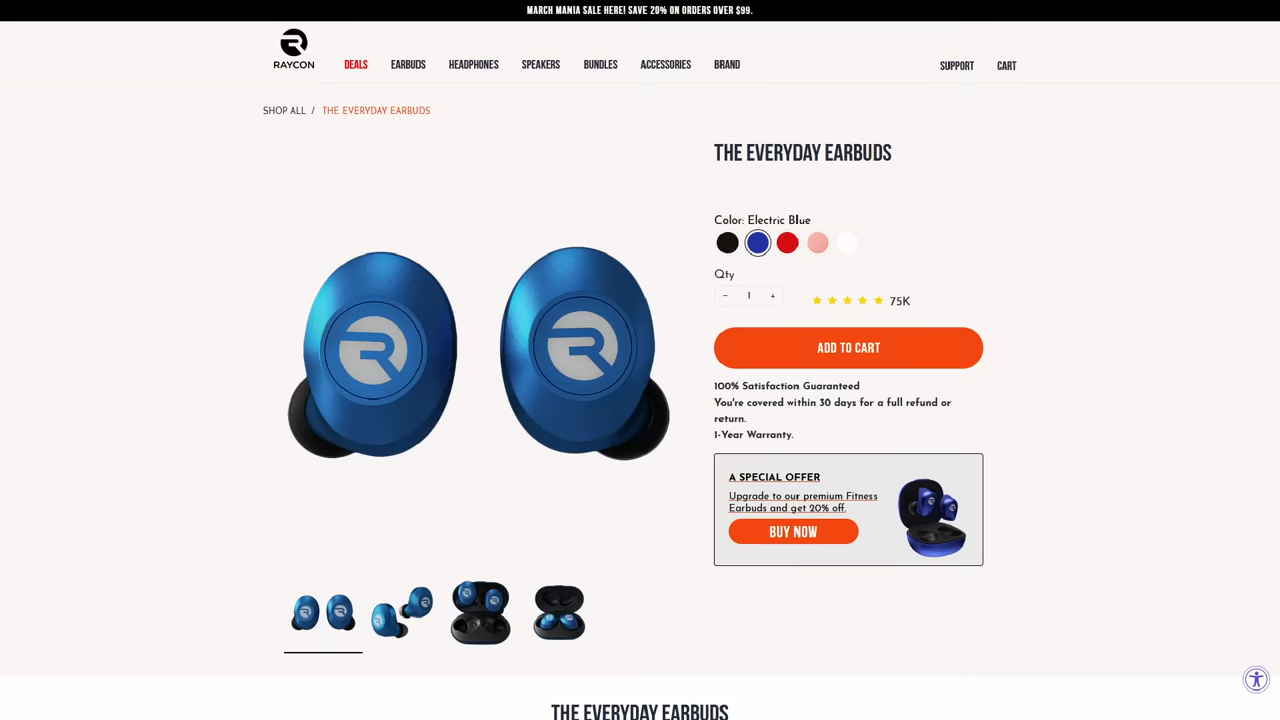 MARCH MANIA SALE HERE! SAVE 20% ON ORDERS OVER $99.
RAYCON
DEALS
EARBUDS
HEADPHONES
SPEAKERS
BUNDLES
ACCESSORIES
BRAND
SUPPORT
CART
SHOP ALL / THE EVERYDAY EARBUDS
THE EVERYDAY EARBUDS
Color: Electric Blue
Qty
− 1 +
75K
ADD TO CART
100% Satisfaction Guaranteed
You're covered within 30 days for a full refund or
return.
1-Year Warranty.
A SPECIAL OFFER
Upgrade to our premium Fitness
Earbuds and get 20% off.
BUY NOW
THE EVERYDAY EARBUDS